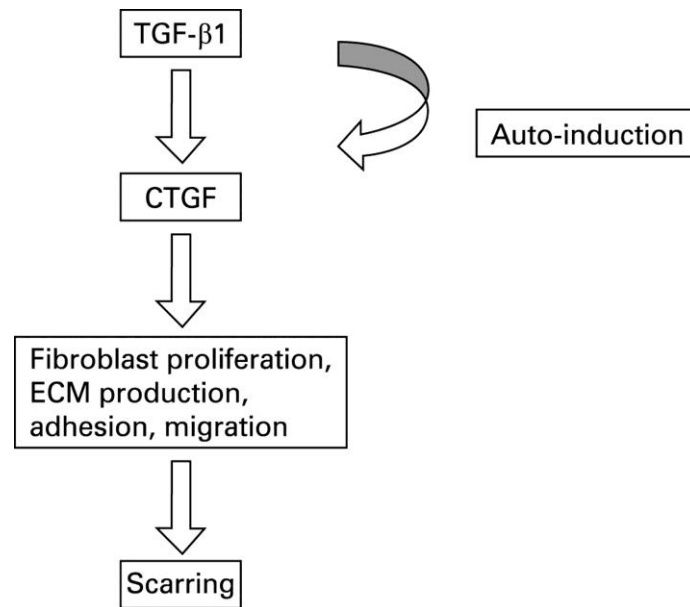 TGF-β1
Auto-induction
CTGF
Fibroblast proliferation,
ECM production,
adhesion, migration
Scarring